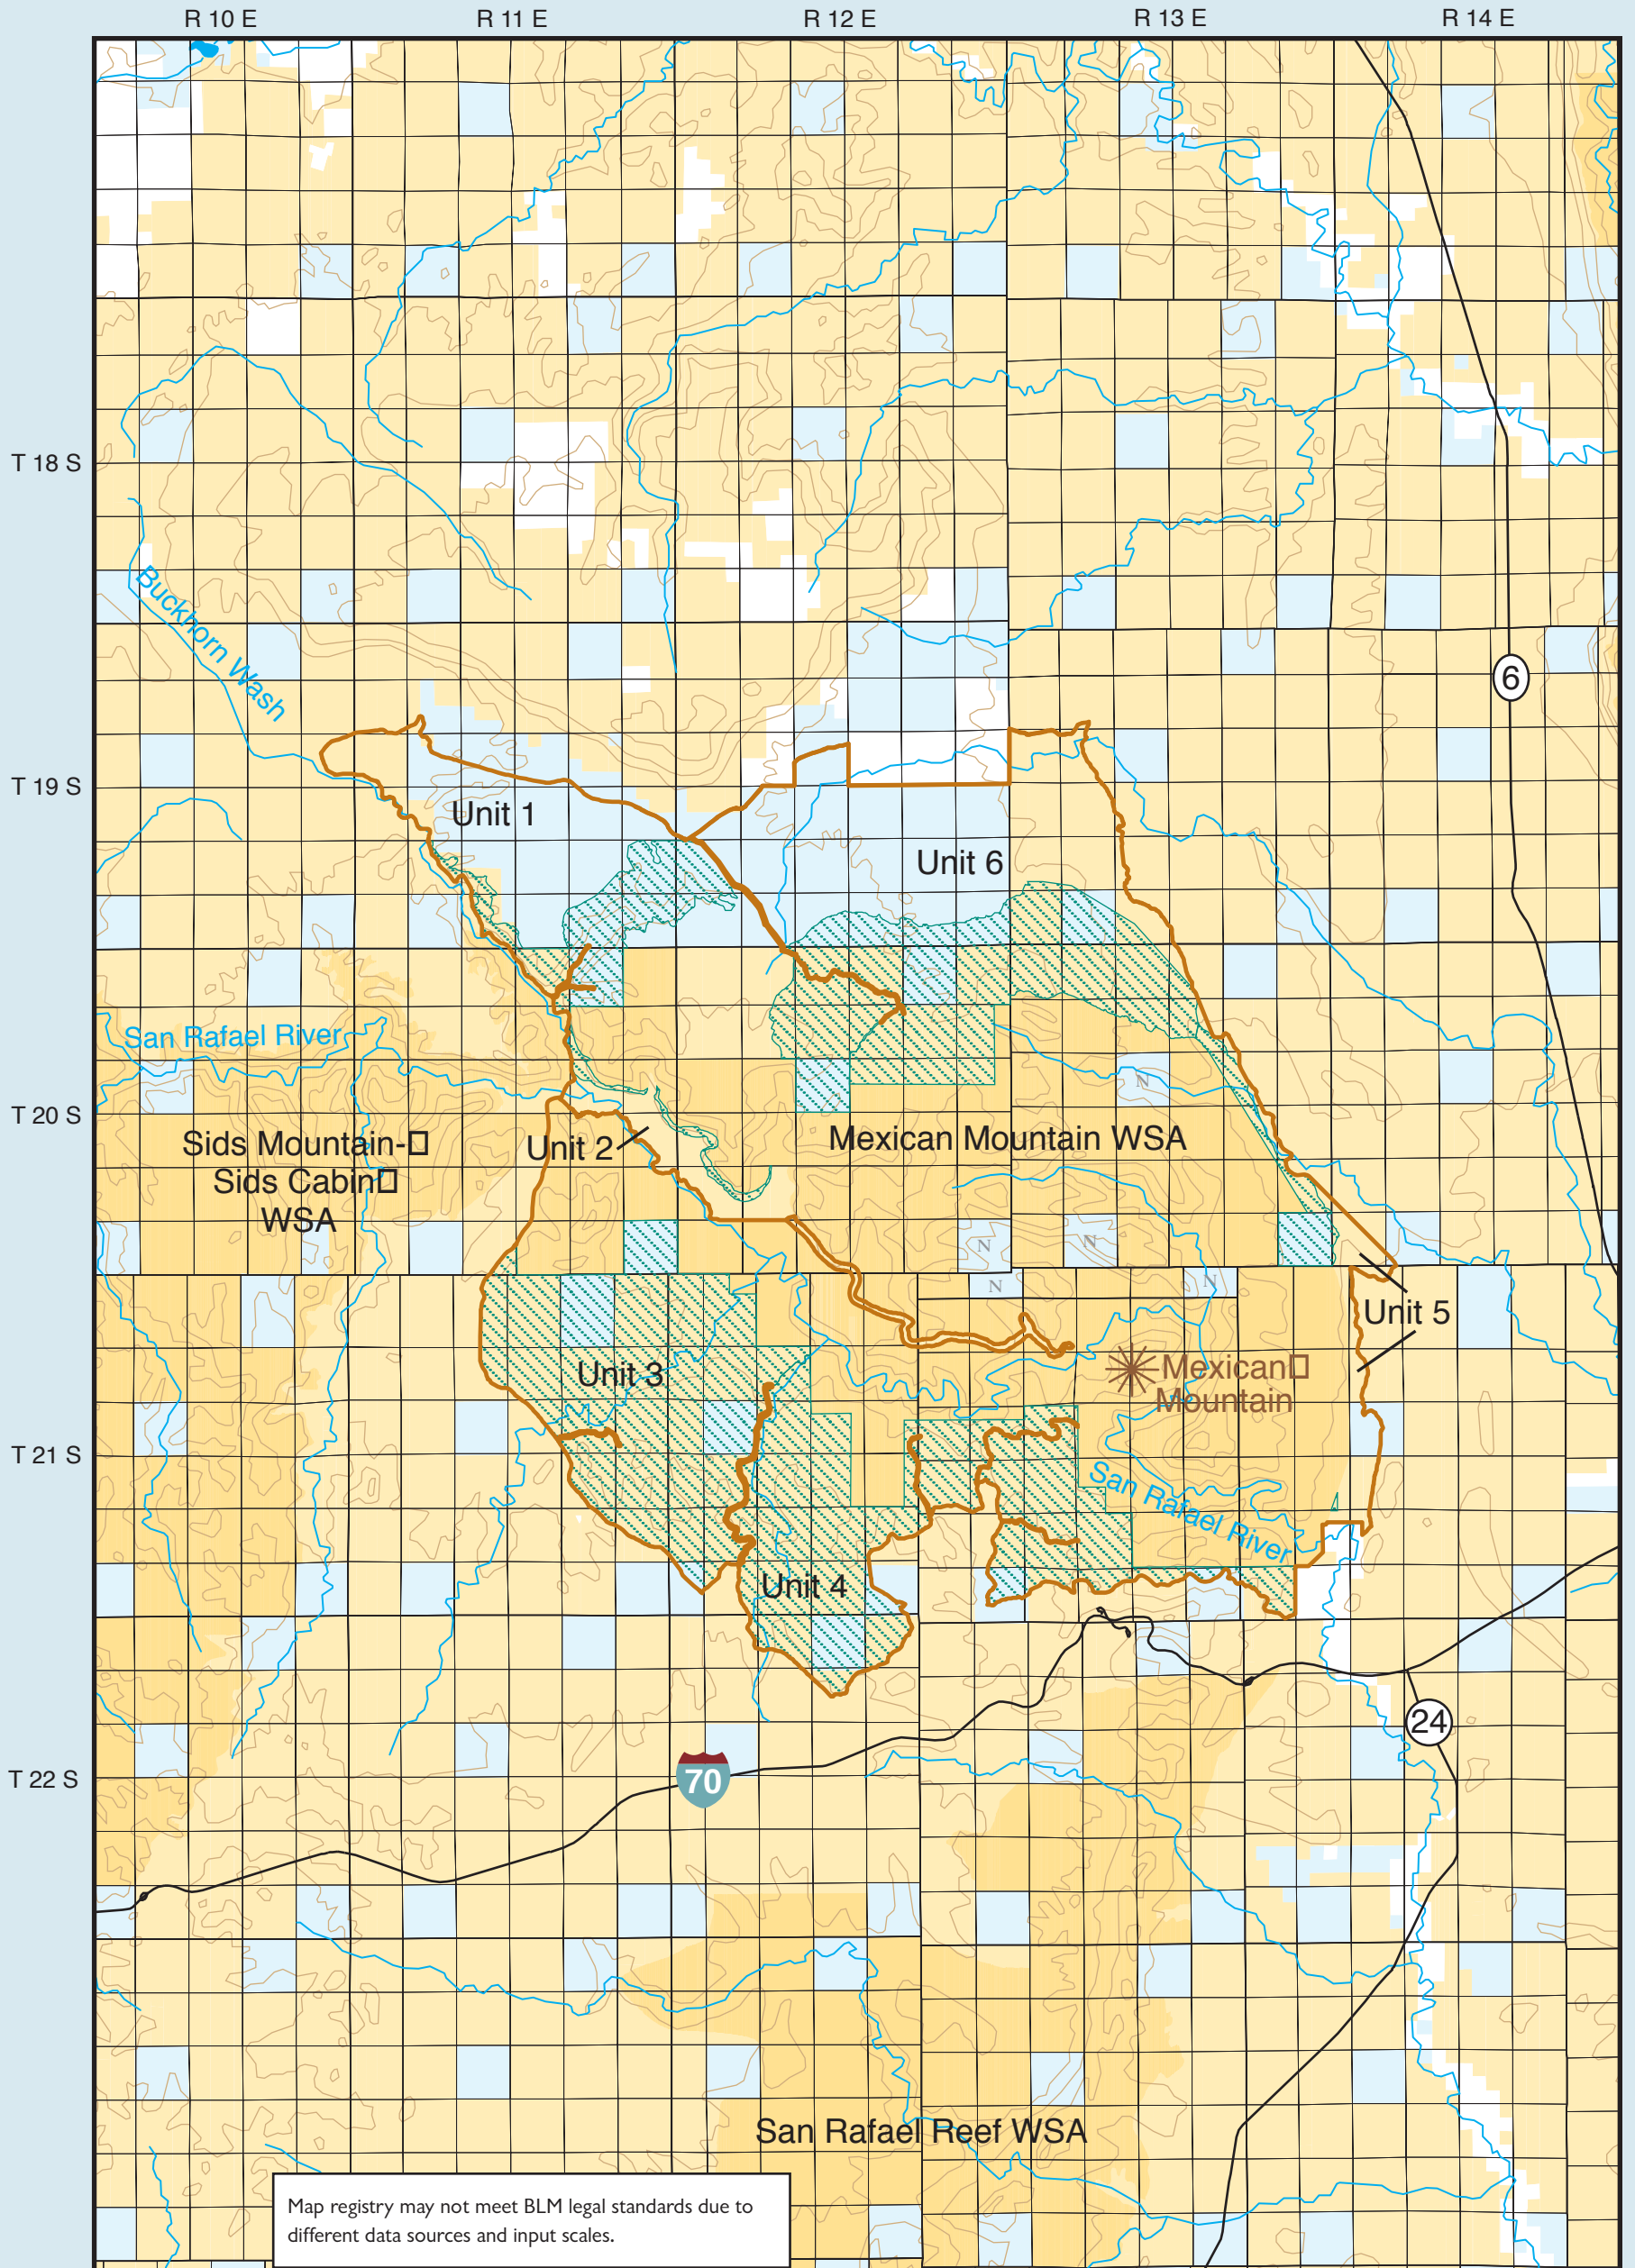 R 10 E R 11 E R 12 E R 13 E R 14 E
T 18 S
Buckhorn Wash
6
T 19 S
Unit 1
Unit 6
San Rafael River
N
T 20 S
Sids Mountain-
Sids Cabin
WSA
Unit 2
Mexican Mountain WSA
N N
N N
Unit 5
Unit 3
Mexican
Mountain
T 21 S
San Rafael River
Unit 4
24
T 22 S
70
San Rafael Reef WSA
Map registry may not meet BLM legal standards due to
different data sources and input scales.